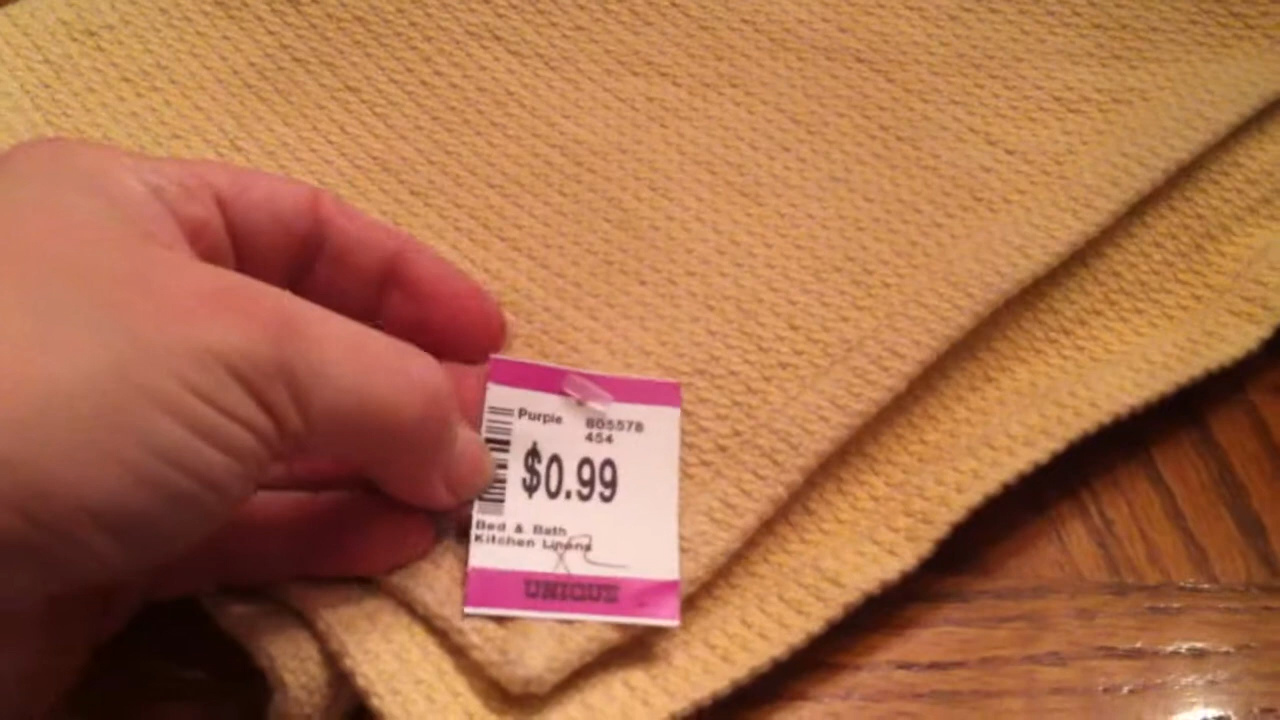 Purple 805578
454
$0.99
Bed & Bath
Kitchen Linens
UNIQUE